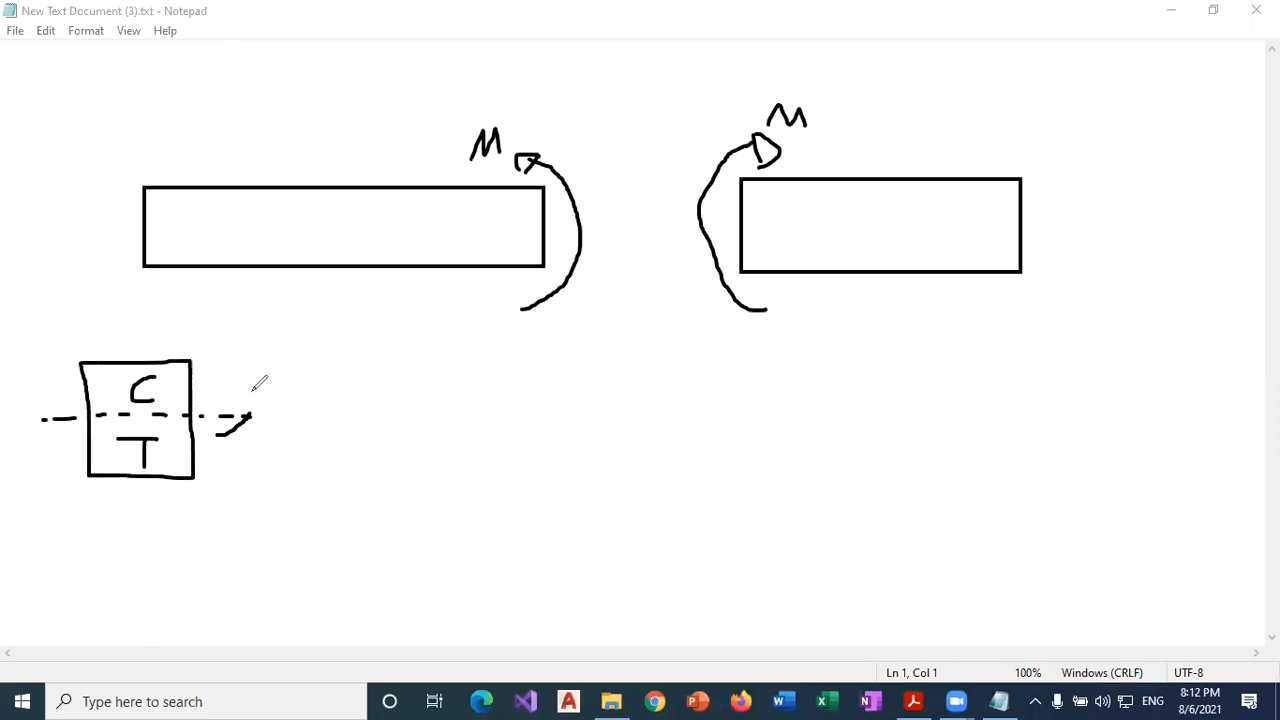 New Text Document (3).txt - Notepad
File Edit Format View Help
M
M
C
T
Ln 1, Col 1 100% Windows (CRLF) UTF-8
Type here to search
ENG
8:12 PM
8/6/2021